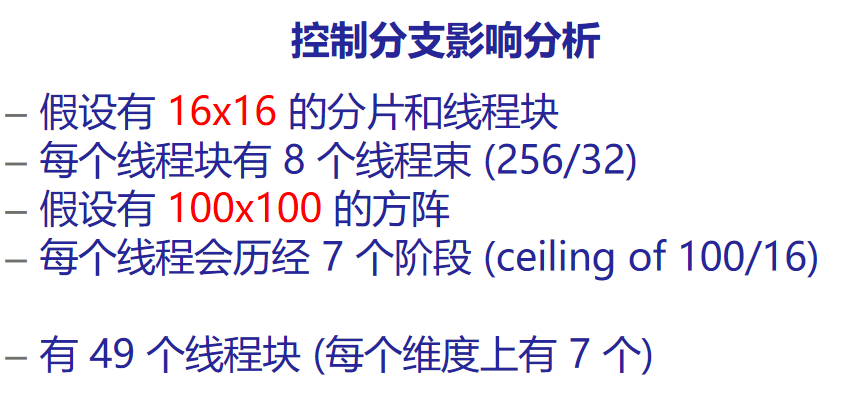 控制分支影响分析
– 假设有 16x16 的分片和线程块
– 每个线程块有 8 个线程束 (256/32)
– 假设有 100x100 的方阵
– 每个线程会历经 7 个阶段 (ceiling of 100/16)
– 有 49 个线程块 (每个维度上有 7 个)